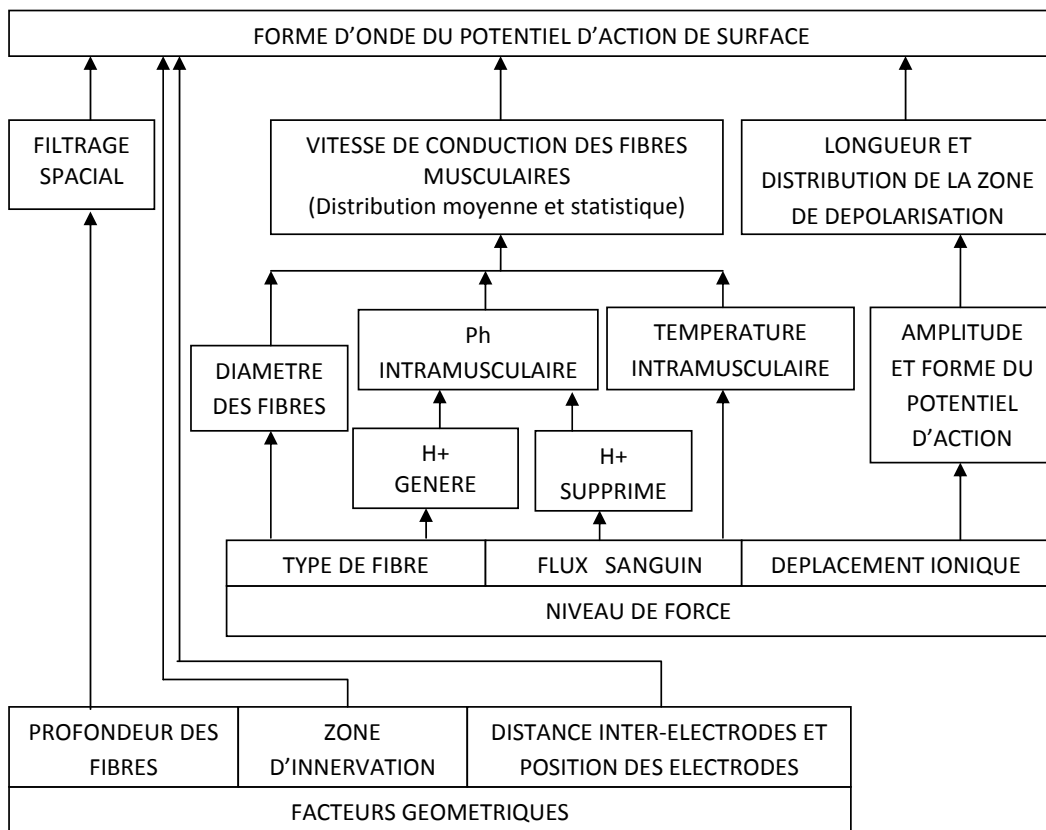 FORME D'ONDE DU POTENTIEL D'ACTION DE SURFACE
FILTRAGE
SPACIAL
VITESSE DE CONDUCTION DES FIBRES
MUSCULAIRES
(Distribution moyenne et statistique)
LONGUEUR ET
DISTRIBUTION DE LA ZONE
DE DEPOLARISATION
DIAMETRE
DES FIBRES
Ph
INTRAMUSCULAIRE
TEMPERATURE
INTRAMUSCULAIRE
AMPLITUDE
ET FORME DU
POTENTIEL
D'ACTION
H+
GENERE
H+
SUPPRIME
TYPE DE FIBRE
FLUX SANGUIN
DEPLACEMENT IONIQUE
NIVEAU DE FORCE
PROFONDEUR DES
FIBRES
ZONE
D'INNERVATION
DISTANCE INTER-ELECTRODES ET
POSITION DES ELECTRODES
FACTEURS GEOMETRIQUES